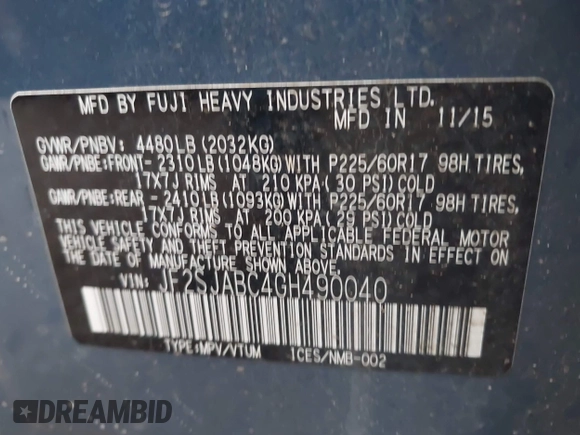 MFD BY FUJI HEAVY INDUSTRIES LTD.
MFD IN 11/15
GVWR/PNBV: 4480LB(2032KG)
GAWR/PNBE:FRONT- 2310LB(1048KG)WITH P225/60R17 98H TIRES,
17X7J RIMS AT 210 KPA(30 PSI)COLD
GAWR/PNBE:REAR -2410LB(1093KG)WITH P225/60R17 98H TIRES,
17X7J RIMS AT 200 KPA(29 PSI)COLD
THIS VEHICLE CONFORMS TO ALL APPLICABLE FEDERAL MOTOR
VEHICLE SAFETY AND THEFT PREVENTION STANDARDS IN EFFECT ON
THE DATE OF MANUFACTURE SHOWN ABOVE.
VIN: JF2SJABC4GH490040
TYPE:MPV/VTUM ICES/NMB-002
DREAMBID